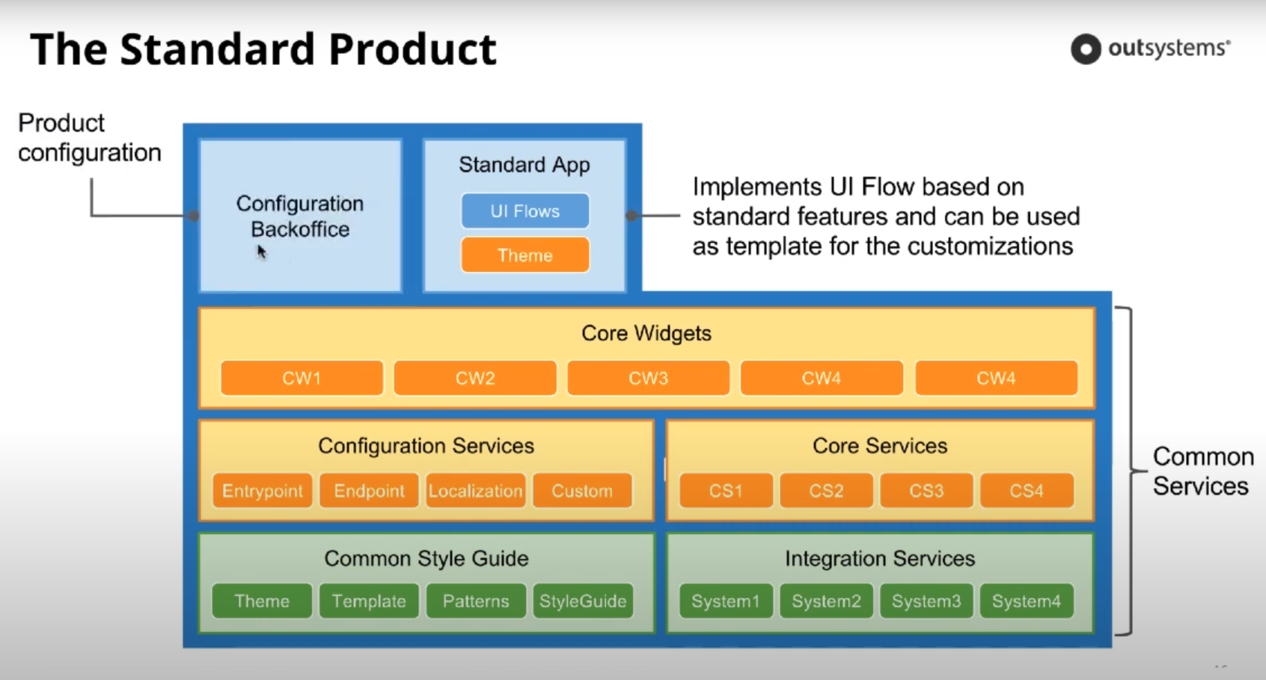 The Standard Product
outsystems®
Product
configuration
Configuration
Backoffice
Standard App
UI Flows
Theme
Implements UI Flow based on
standard features and can be used
as template for the customizations
Core Widgets
CW1 CW2 CW3 CW4 CW4
Configuration Services
Entrypoint Endpoint Localization Custom
Core Services
CS1 CS2 CS3 CS4
Common Style Guide
Theme Template Patterns StyleGuide
Integration Services
System1 System2 System3 System4
Common
Services